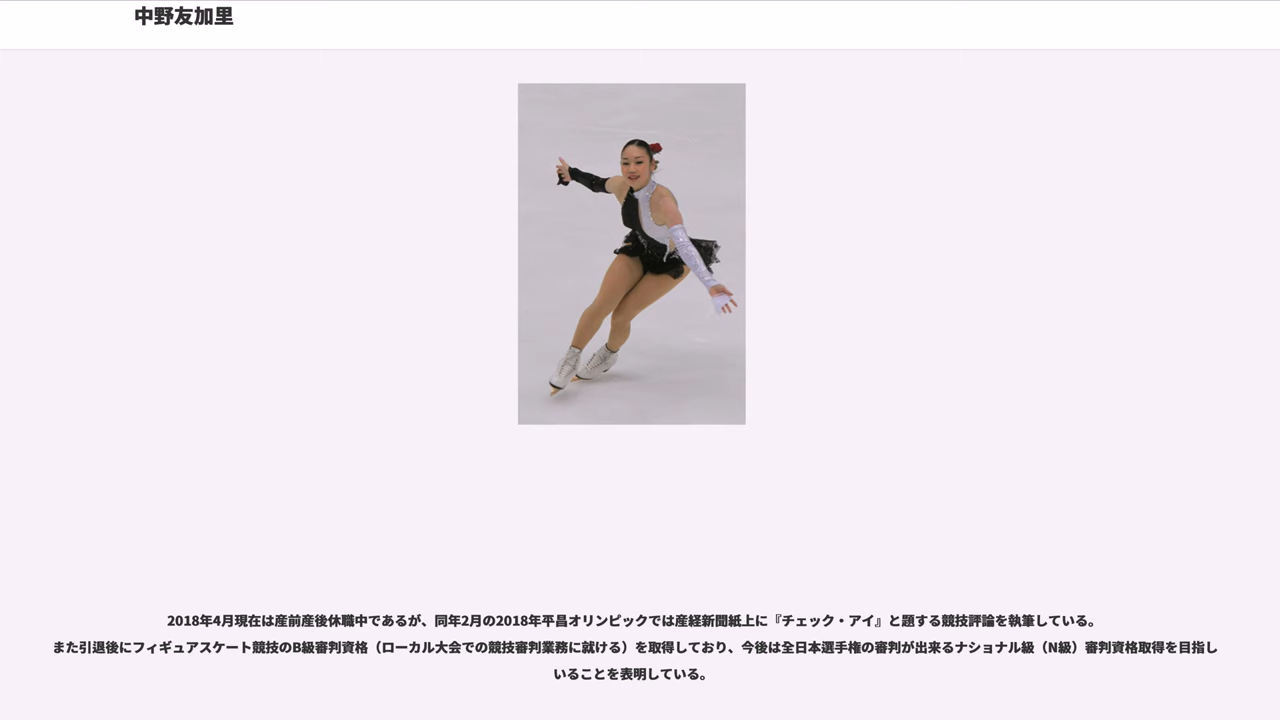 中野友加里
2018年4月現在は産前産後休職中であるが、同年2月の2018年平昌オリンピックでは産経新聞紙上に『チェック・アイ』と題する競技評論を執筆している。
また引退後にフィギュアスケート競技のB級審判資格（ローカル大会での競技審判業務に就ける）を取得しており、今後は全日本選手権の審判が出来るナショナル級（N級）審判資格取得を目指し
いることを表明している。